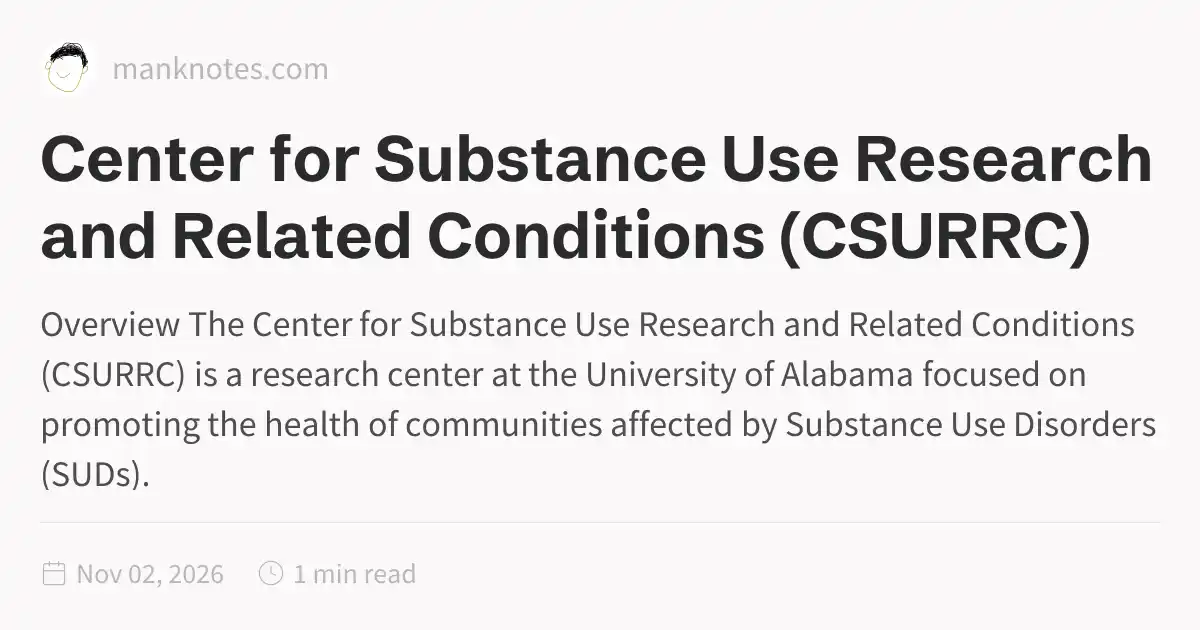 manknotes.com
Center for Substance Use Research
and Related Conditions (CSURRC)
Overview The Center for Substance Use Research and Related Conditions
(CSURRC) is a research center at the University of Alabama focused on
promoting the health of communities affected by Substance Use Disorders
(SUDs).
Nov 02, 2026 1 min read